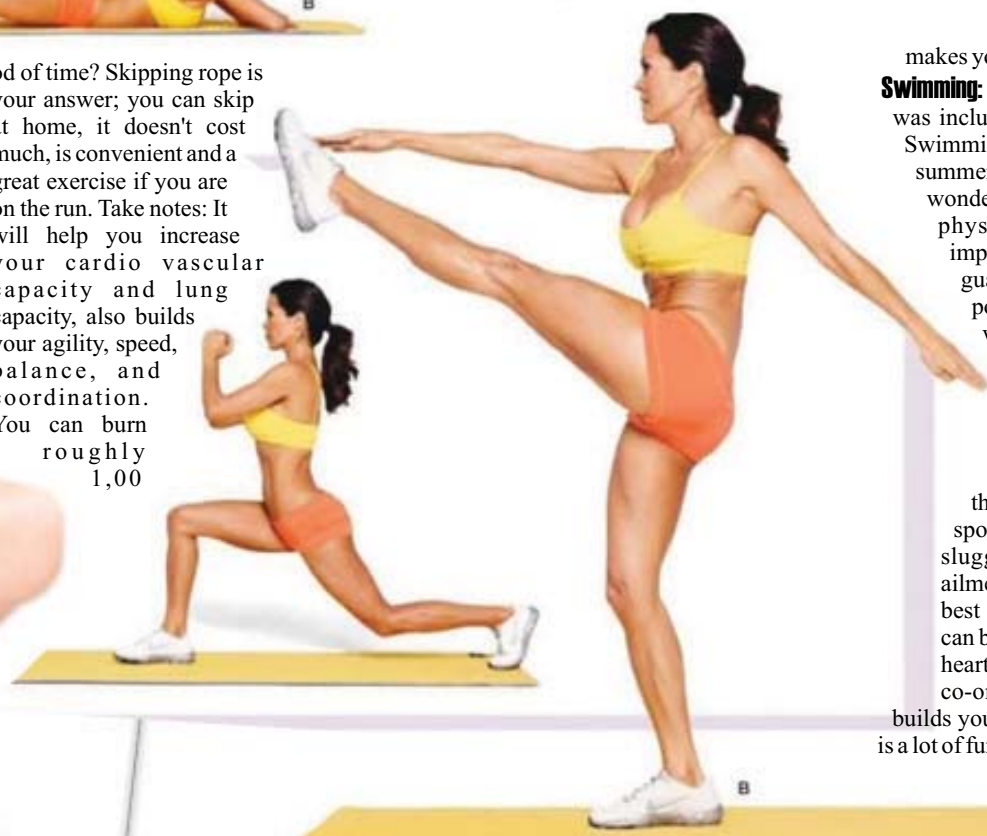 B
od of time? Skipping rope is
your answer; you can skip
at home, it doesn't cost
much, is convenient and a
great exercise if you are
on the run. Take notes: It
will help you increase
your cardio vascular
capacity and lung
capacity, also builds
your agility, speed,
balance, and
coordination.
You can burn
roughly
1,00
B
makes yo
Swimming:
was inclu
Swimmi
summer
wonde
phys
imp
gua
po
th
spo
slugg
ailme
best
can b
heart
co-or
builds you
is a lot of fun